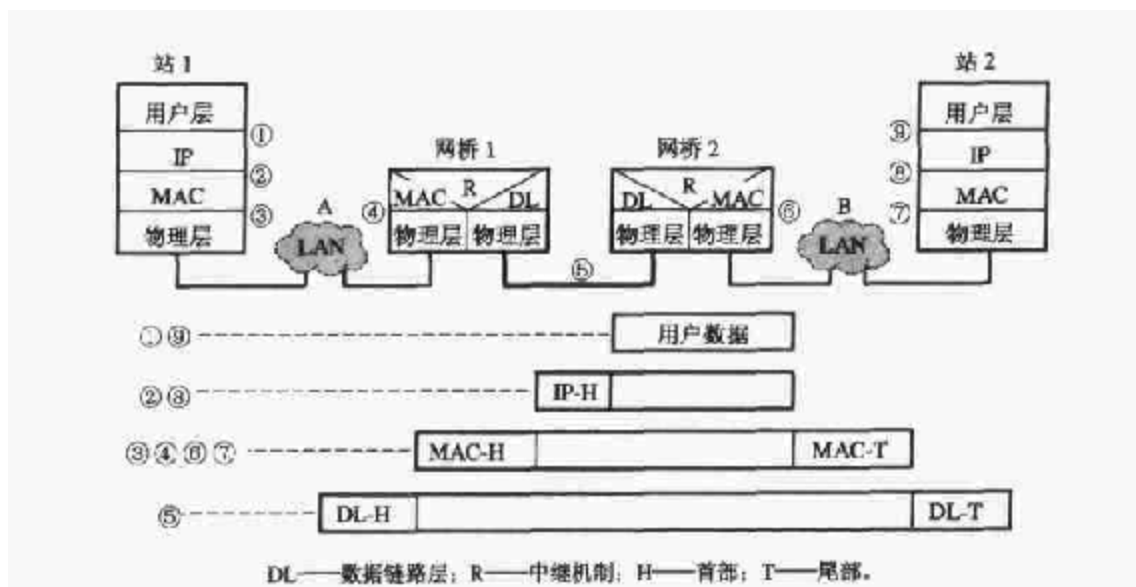 站 1 站 2
用户层 用户层
① ⑨
网桥 1 网桥 2
IP IP
② ⑧
MAC R DL DL R MAC
MAC MAC
③ A ④ ⑥ B ⑦
物理层 LAN 物理层 物理层 物理层 物理层 LAN 物理层
⑤
①⑨ 用户数据
②⑧ IP-H
③④⑥⑦ MAC-H MAC-T
⑤ DL-H DL-T
DL——数据链路层；R——中继机制；H——首部；T——尾部。